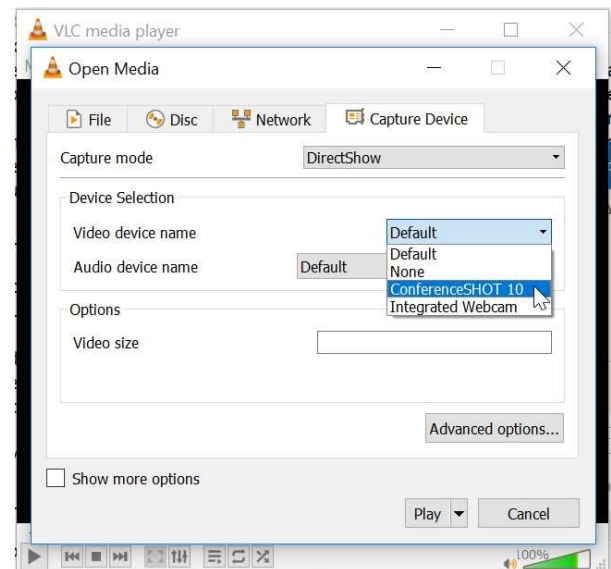 VLC media player
Open Media
File Disc Network Capture Device
Capture mode DirectShow
Device Selection
Video device name Default
Default
Audio device name Default
None
ConferenceSHOT 10
Options
Integrated Webcam
Video size
Advanced options...
Show more options
Play Cancel
100%